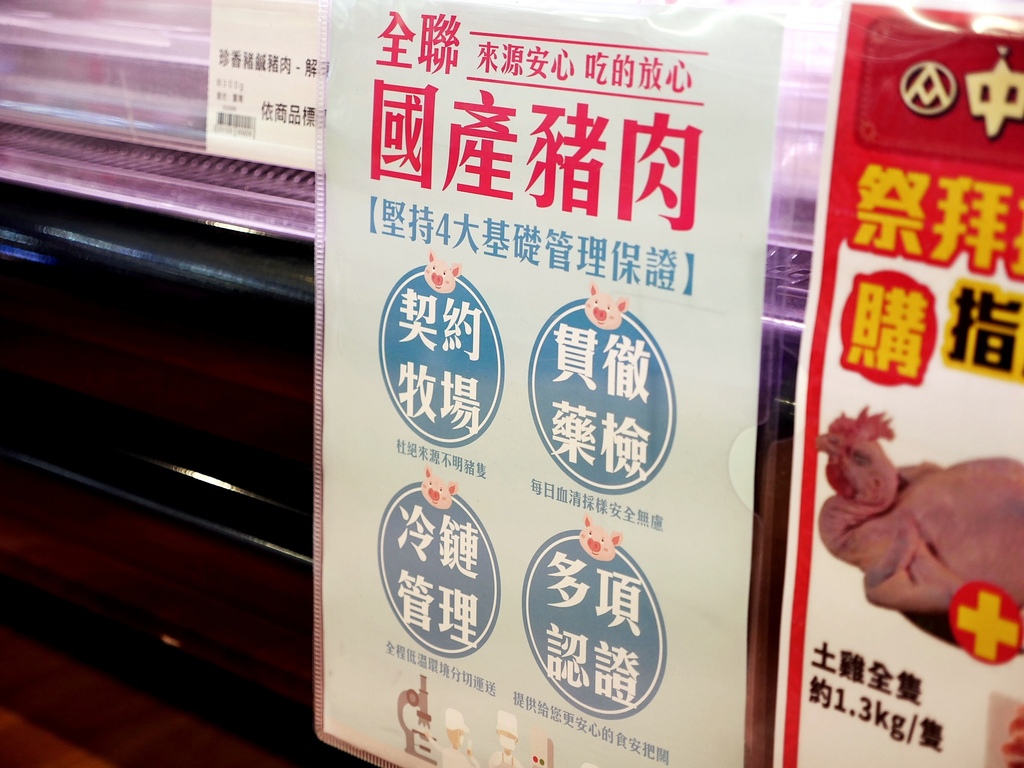 珍香豬鹹豬肉 - 解
依商品標
全聯
來源安心 吃的放心
國產豬肉
【堅持4大基礎管理保證】
契約
牧場
杜絕來源不明豬隻
貫徹
藥檢
每日血清採樣安全無慮
冷鏈
管理
全程低溫環境分切運送
多項
認證
提供給您更安心的食安把關
中
祭拜
購 指
土雞全隻
約1.3kg/隻